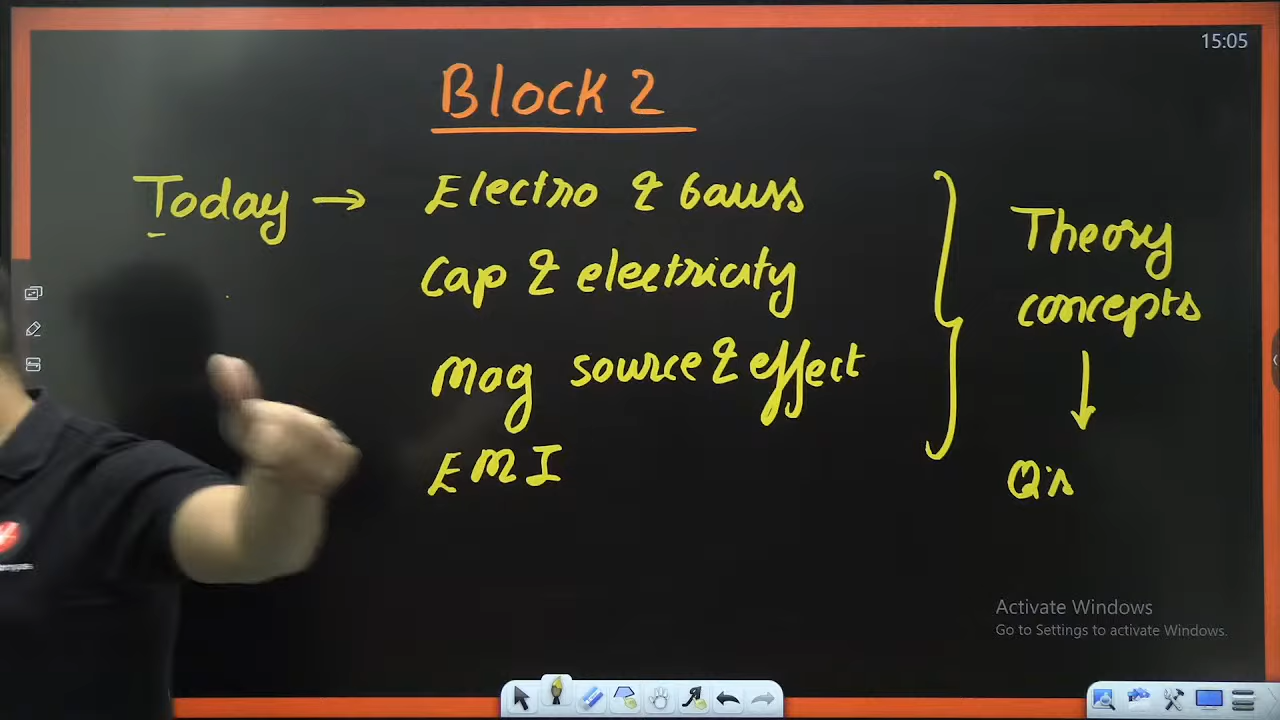 15:05
Block 2
Today → Electro & Gauss
Cap & electricity
Mag source & effect
EMI
Theory
concepts
↓
Q's
Activate Windows
Go to Settings to activate Windows.